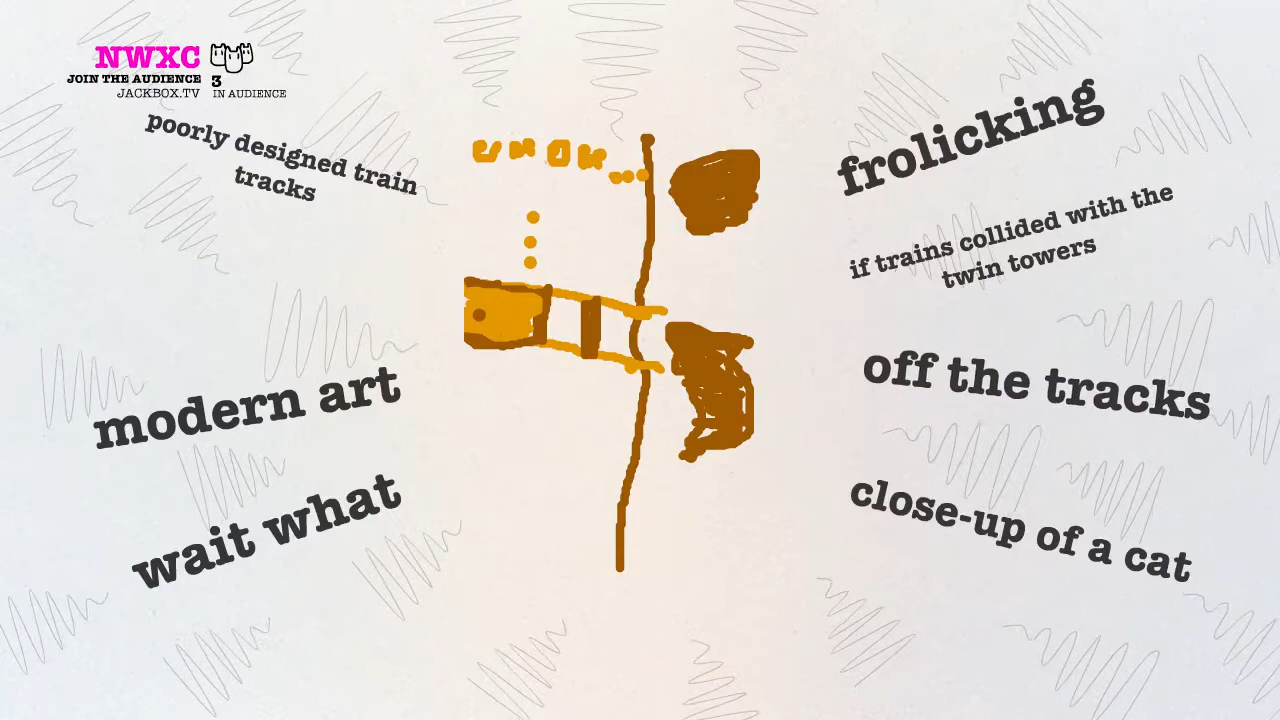 NWXC
JOIN THE AUDIENCE
JACKBOX.TV
3
IN AUDIENCE
poorly designed train
tracks
frolicking
if trains collided with the
twin towers
modern art
off the tracks
wait what
close-up of a cat